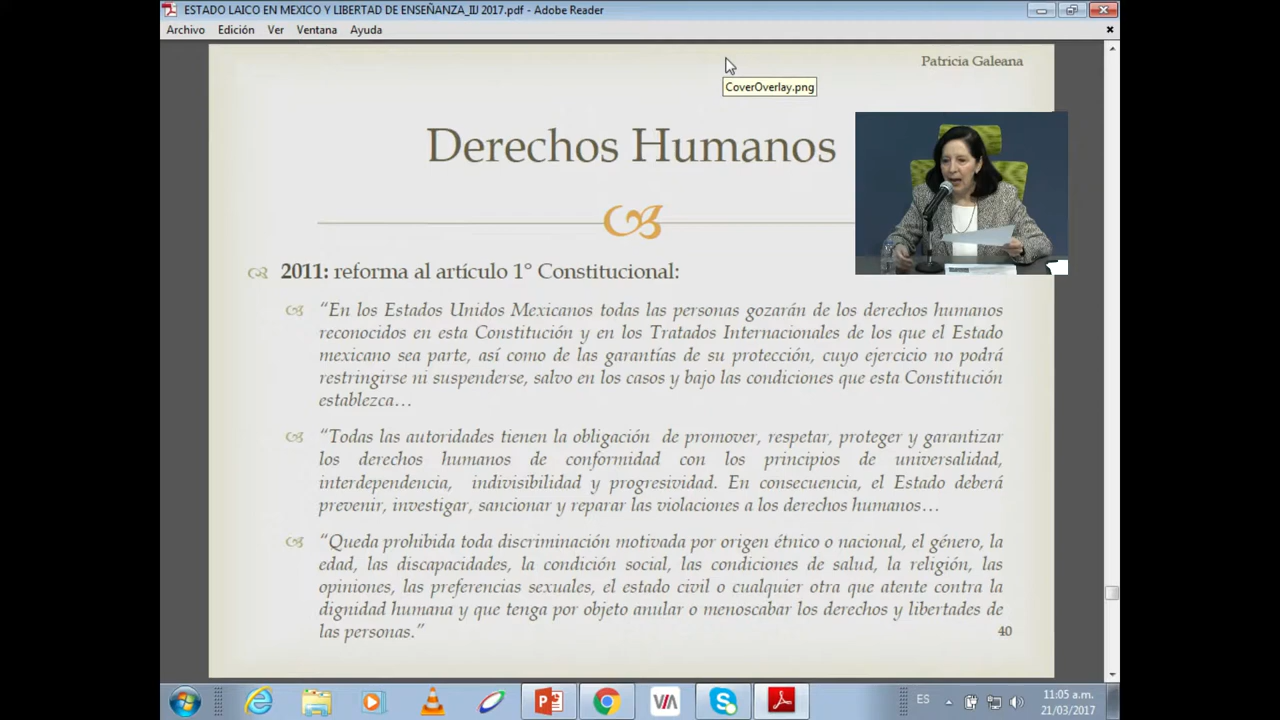 ESTADO LAICO EN MEXICO Y LIBERTAD DE ENSEÑANZA_IIJ 2017.pdf - Adobe Reader
Archivo Edición Ver Ventana Ayuda
Patricia Galeana
CoverOverlay.png
Derechos Humanos
2011: reforma al artículo 1° Constitucional:
“En los Estados Unidos Mexicanos todas las personas gozarán de los derechos humanos
reconocidos en esta Constitución y en los Tratados Internacionales de los que el Estado
mexicano sea parte, así como de las garantías de su protección, cuyo ejercicio no podrá
restringirse ni suspenderse, salvo en los casos y bajo las condiciones que esta Constitución
establezca…
“Todas las autoridades tienen la obligación de promover, respetar, proteger y garantizar
los derechos humanos de conformidad con los principios de universalidad,
interdependencia, indivisibilidad y progresividad. En consecuencia, el Estado deberá
prevenir, investigar, sancionar y reparar las violaciones a los derechos humanos…
“Queda prohibida toda discriminación motivada por origen étnico o nacional, el género, la
edad, las discapacidades, la condición social, las condiciones de salud, la religión, las
opiniones, las preferencias sexuales, el estado civil o cualquier otra que atente contra la
dignidad humana y que tenga por objeto anular o menoscabar los derechos y libertades de
las personas.”
40
VIA
ES
11:05 a.m.
21/03/2017